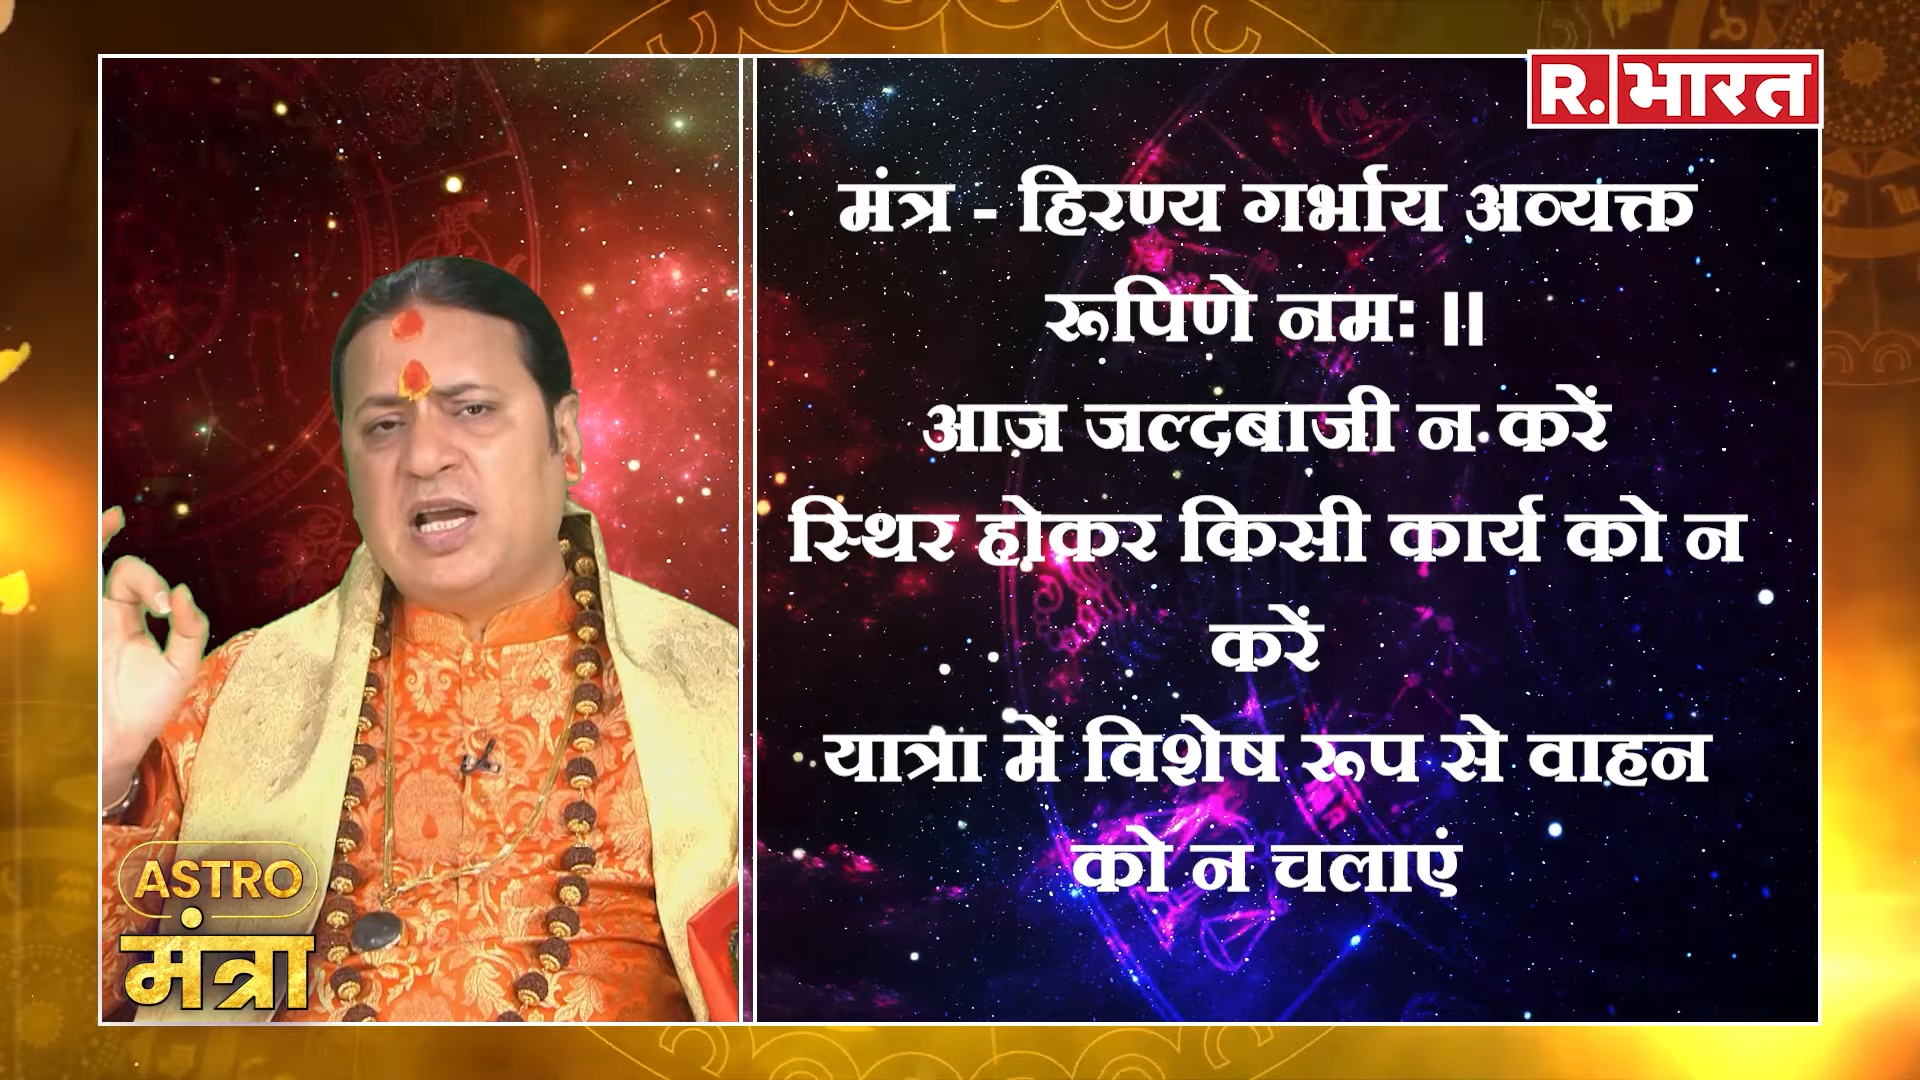 R. भारत
मंत्र - हिरण्य गर्भाय अव्यक्त
रूपिणे नमः ॥
आज जल्दबाजी न करें
स्थिर होकर किसी कार्य को न
करें
यात्रा में विशेष रूप से वाहन
को न चलाएं
ASTRO
मंत्रा